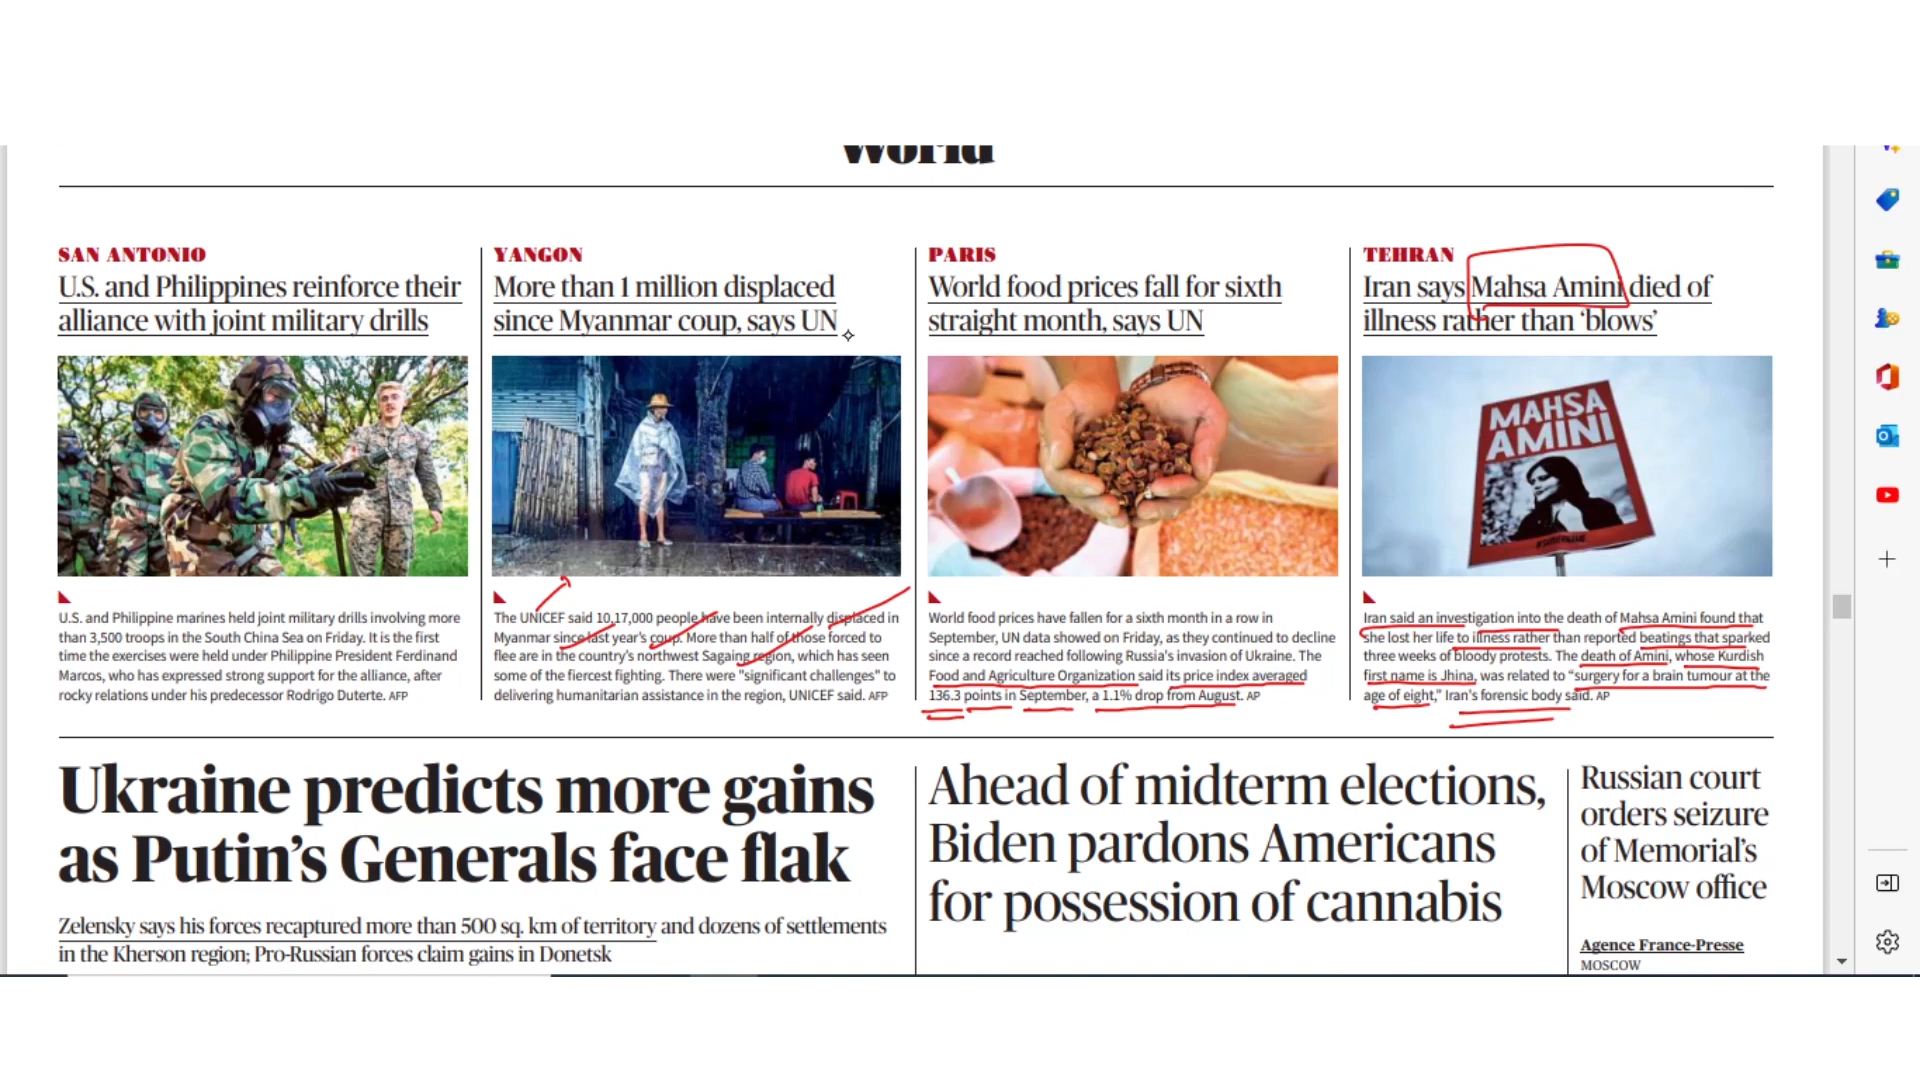 World
SAN ANTONIO
U.S. and Philippines reinforce their
alliance with joint military drills
U.S. and Philippine marines held joint military drills involving more
than 3,500 troops in the South China Sea on Friday. It is the first
time the exercises were held under Philippine President Ferdinand
Marcos, who has expressed strong support for the alliance, after
rocky relations under his predecessor Rodrigo Duterte. AFP
YANGON
More than 1 million displaced
since Myanmar coup, says UN
The UNICEF said 10,17,000 people have been internally displaced in
Myanmar since last year's coup. More than half of those forced to
flee are in the country's northwest Sagaing region, which has seen
some of the fiercest fighting. There were "significant challenges" to
delivering humanitarian assistance in the region, UNICEF said. AFP
PARIS
World food prices fall for sixth
straight month, says UN
World food prices have fallen for a sixth month in a row in
September, UN data showed on Friday, as they continued to decline
since a record reached following Russia's invasion of Ukraine. The
Food and Agriculture Organization said its price index averaged
136.3 points in September, a 1.1% drop from August. AP
TEHRAN
Iran says Mahsa Amini died of
illness rather than ‘blows’
MAHSA
AMINI
Iran said an investigation into the death of Mahsa Amini found that
she lost her life to illness rather than reported beatings that sparked
three weeks of bloody protests. The death of Amini, whose Kurdish
first name is Jhina, was related to “surgery for a brain tumour at the
age of eight,” Iran's forensic body said. AP
Ukraine predicts more gains
as Putin’s Generals face flak
Zelensky says his forces recaptured more than 500 sq. km of territory and dozens of settlements
in the Kherson region; Pro-Russian forces claim gains in Donetsk
Ahead of midterm elections,
Biden pardons Americans
for possession of cannabis
Russian court
orders seizure
of Memorial’s
Moscow office
Agence France-Presse
MOSCOW